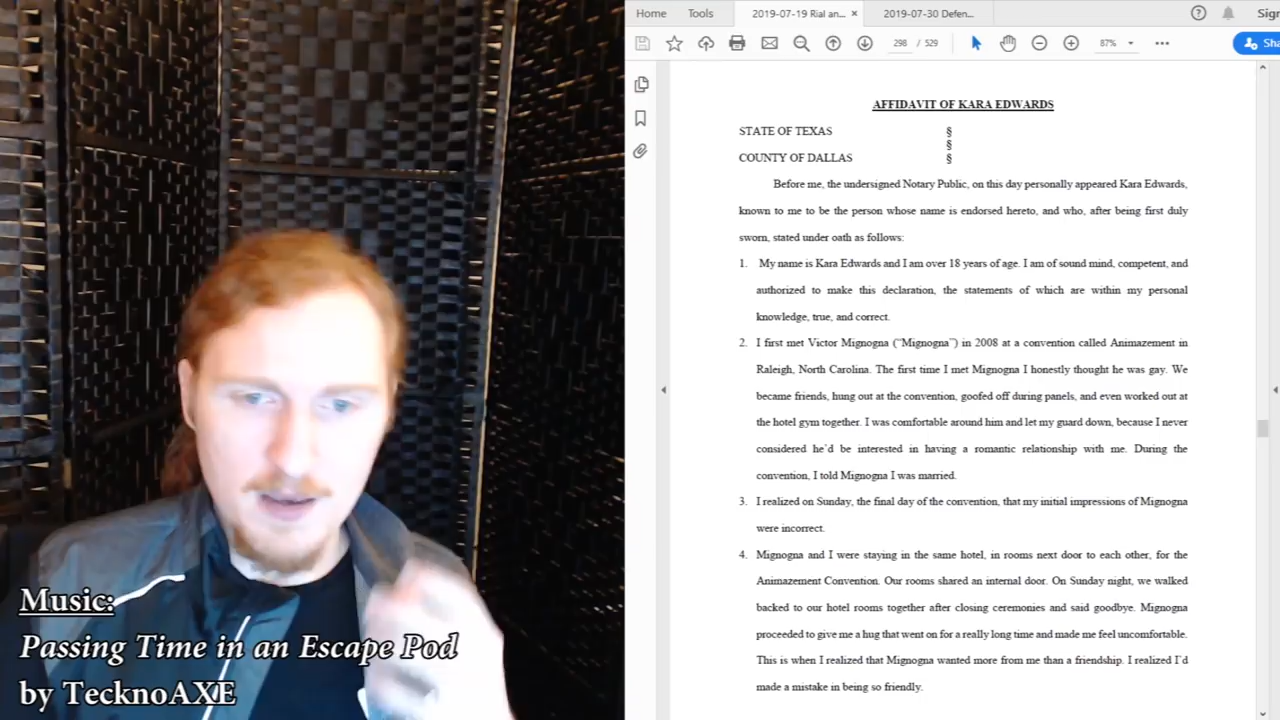 Home Tools 2019-07-19 Rial an... × 2019-07-30 Defen... Sign
298 / 529 87% Sha
AFFIDAVIT OF KARA EDWARDS
STATE OF TEXAS §
§
COUNTY OF DALLAS §
Before me, the undersigned Notary Public, on this day personally appeared Kara Edwards,
known to me to be the person whose name is endorsed hereto, and who, after being first duly
sworn, stated under oath as follows:
1. My name is Kara Edwards and I am over 18 years of age. I am of sound mind, competent, and
authorized to make this declaration, the statements of which are within my personal
knowledge, true, and correct.
2. I first met Victor Mignogna ("Mignogna") in 2008 at a convention called Animazement in
Raleigh, North Carolina. The first time I met Mignogna I honestly thought he was gay. We
became friends, hung out at the convention, goofed off during panels, and even worked out at
the hotel gym together. I was comfortable around him and let my guard down, because I never
considered he'd be interested in having a romantic relationship with me. During the
convention, I told Mignogna I was married.
3. I realized on Sunday, the final day of the convention, that my initial impressions of Mignogna
were incorrect.
4. Mignogna and I were staying in the same hotel, in rooms next door to each other, for the
Animazement Convention. Our rooms shared an internal door. On Sunday night, we walked
backed to our hotel rooms together after closing ceremonies and said goodbye. Mignogna
proceeded to give me a hug that went on for a really long time and made me feel uncomfortable.
This is when I realized that Mignogna wanted more from me than a friendship. I realized I'd
made a mistake in being so friendly.
Music:
Passing Time in an Escape Pod
by TecknoAXE